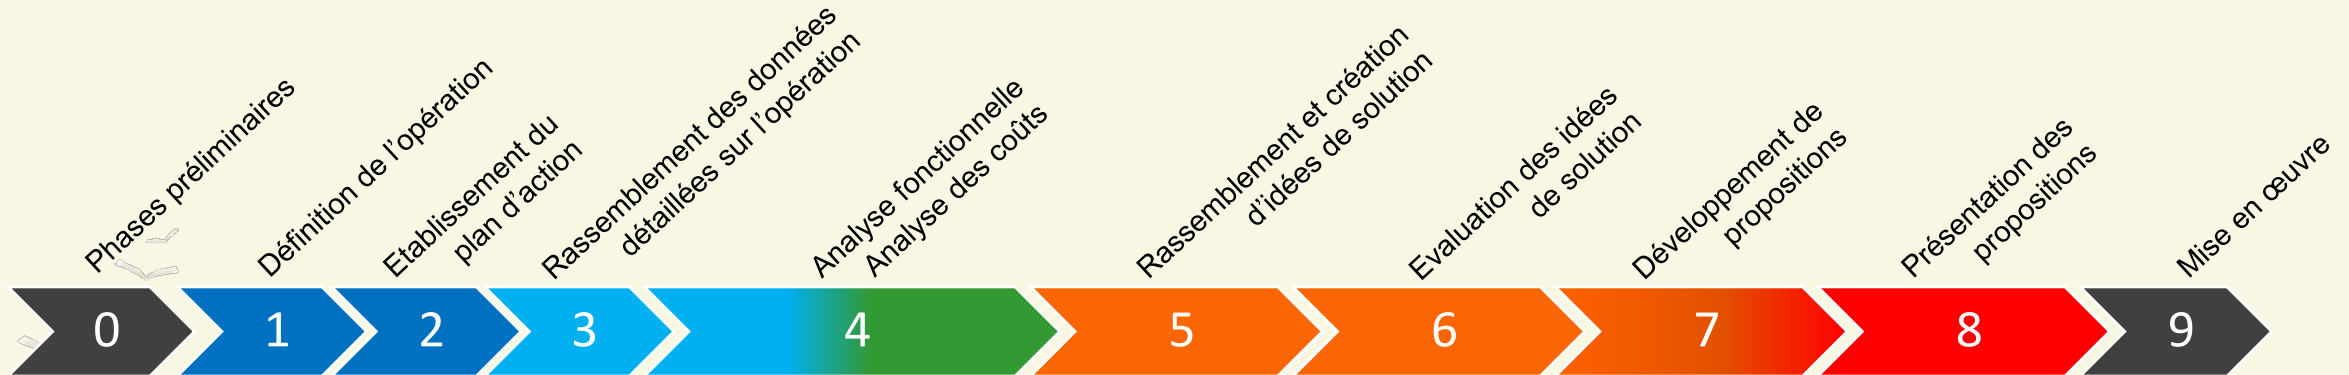 Phases préliminaires
Définition de l'opération
Etablissement du
plan d'action
Rassemblement des données
détaillées sur l'opération
Analyse fonctionnelle
Analyse des coûts
Rassemblement et création
d'idées de solution
Evaluation des idées
de solution
Développement de
propositions
Présentation des
propositions
Mise en œuvre
0
1
2
3
4
5
6
7
8
9